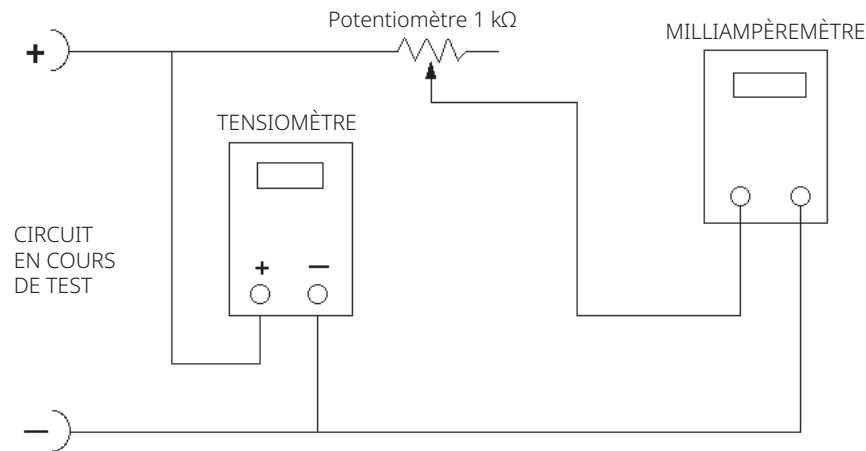 Potentiomètre 1 kΩ
MILLIAMPÈREMÈTRE
+
TENSIOMÈTRE
CIRCUIT
EN COURS
DE TEST
+ —
—